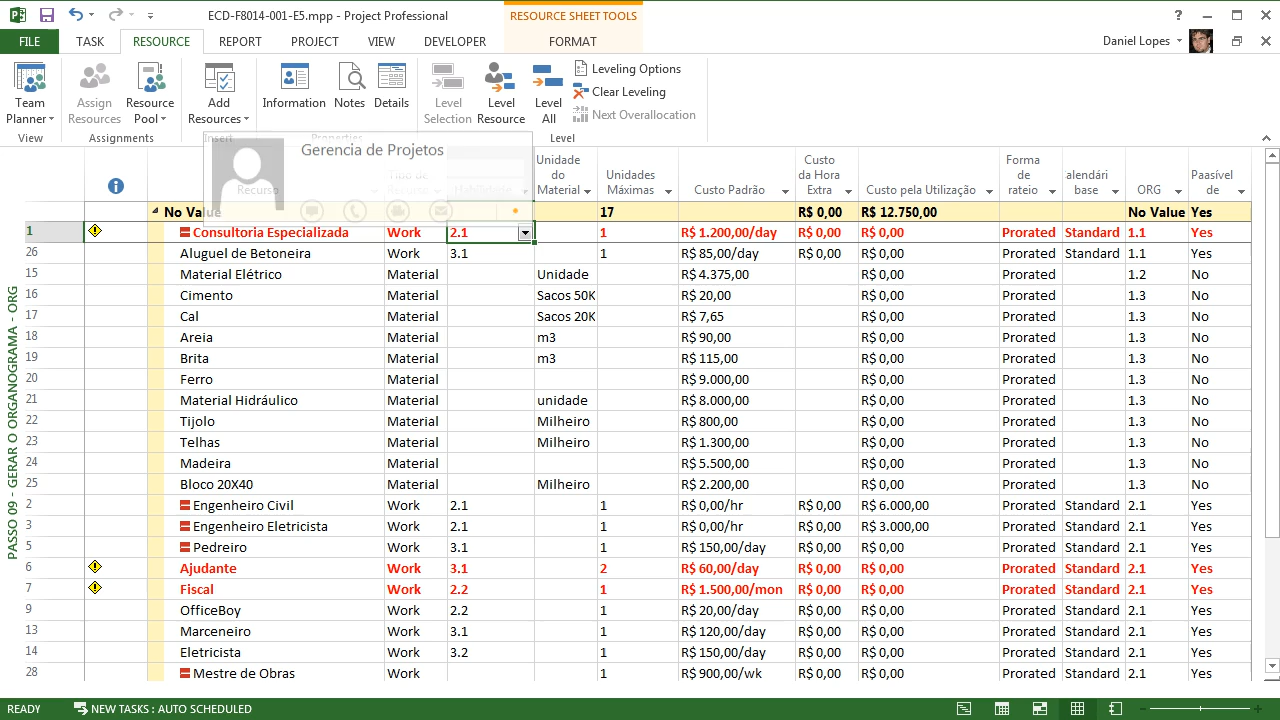 ECD-F8014-001-E5.mpp - Project Professional
RESOURCE SHEET TOOLS
FILE TASK RESOURCE REPORT PROJECT VIEW DEVELOPER FORMAT
Daniel Lopes
Team Planner
Assign Resources
Resource Pool
Add Resources
Information
Notes
Details
Level Selection
Level Resource
Level All
Leveling Options
Clear Leveling
Next Overallocation
View Assignments Insert Properties Level
Gerencia de Projetos
Recurso
Tipo de Recurso
Habilidade
Unidade do Material
Unidades Máximas
Custo Padrão
Custo da Hora Extra
Custo pela Utilização
Forma de rateio
alendári base
ORG
Paasível de
No Value 17 R$ 0,00 R$ 12.750,00 No Value Yes
1 Consultoria Especializada Work 2.1 1 R$ 1.200,00/day R$ 0,00 R$ 0,00 Prorated Standard 1.1 Yes
26 Aluguel de Betoneira Work 3.1 1 R$ 85,00/day R$ 0,00 R$ 0,00 Prorated Standard 1.1 Yes
15 Material Elétrico Material Unidade R$ 4.375,00 R$ 0,00 Prorated 1.2 No
16 Cimento Material Sacos 50K R$ 20,00 R$ 0,00 Prorated 1.3 No
17 Cal Material Sacos 20K R$ 7,65 R$ 0,00 Prorated 1.3 No
18 Areia Material m3 R$ 90,00 R$ 0,00 Prorated 1.3 No
19 Brita Material m3 R$ 115,00 R$ 0,00 Prorated 1.3 No
20 Ferro Material R$ 9.000,00 R$ 0,00 Prorated 1.3 No
21 Material Hidráulico Material unidade R$ 8.000,00 R$ 0,00 Prorated 1.3 No
22 Tijolo Material Milheiro R$ 800,00 R$ 0,00 Prorated 1.3 No
23 Telhas Material Milheiro R$ 1.300,00 R$ 0,00 Prorated 1.3 No
24 Madeira Material R$ 5.500,00 R$ 0,00 Prorated 1.3 No
25 Bloco 20X40 Material Milheiro R$ 2.200,00 R$ 0,00 Prorated 1.3 No
2 Engenheiro Civil Work 2.1 1 R$ 0,00/hr R$ 0,00 R$ 6.000,00 Prorated Standard 2.1 Yes
3 Engenheiro Eletricista Work 2.1 1 R$ 0,00/hr R$ 0,00 R$ 3.000,00 Prorated Standard 2.1 Yes
5 Pedreiro Work 3.1 1 R$ 150,00/day R$ 0,00 R$ 0,00 Prorated Standard 2.1 Yes
6 Ajudante Work 3.1 2 R$ 60,00/day R$ 0,00 R$ 0,00 Prorated Standard 2.1 Yes
7 Fiscal Work 2.2 1 R$ 1.500,00/mon R$ 0,00 R$ 0,00 Prorated Standard 2.1 Yes
9 OfficeBoy Work 2.2 1 R$ 20,00/day R$ 0,00 R$ 0,00 Prorated Standard 2.1 Yes
13 Marceneiro Work 3.1 1 R$ 120,00/day R$ 0,00 R$ 0,00 Prorated Standard 2.1 Yes
14 Eletricista Work 3.2 1 R$ 150,00/day R$ 0,00 R$ 0,00 Prorated Standard 2.1 Yes
28 Mestre de Obras Work 3.1 1 R$ 900,00/wk R$ 0,00 R$ 0,00 Prorated Standard 2.1 Yes
PASSO 09 - GERAR O ORGANOGRAMA - ORG
READY NEW TASKS : AUTO SCHEDULED